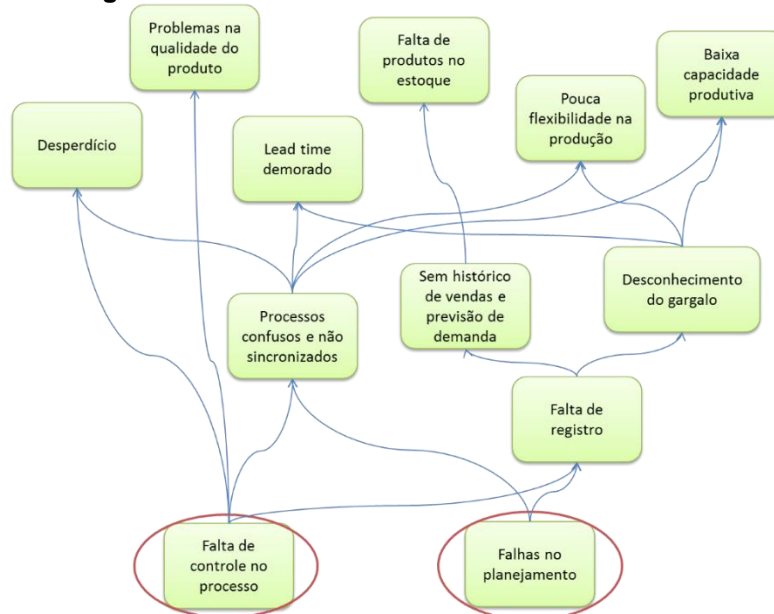 Problemas na
qualidade do
produto
Falta de
produtos no
estoque
Baixa
capacidade
produtiva
Pouca
flexibilidade na
produção
Desperdício
Lead time
demorado
Sem histórico
de vendas e
previsão de
demanda
Desconhecimento
do gargalo
Processos
confusos e não
sincronizados
Falta de
registro
Falta de
controle no
processo
Falhas no
planejamento